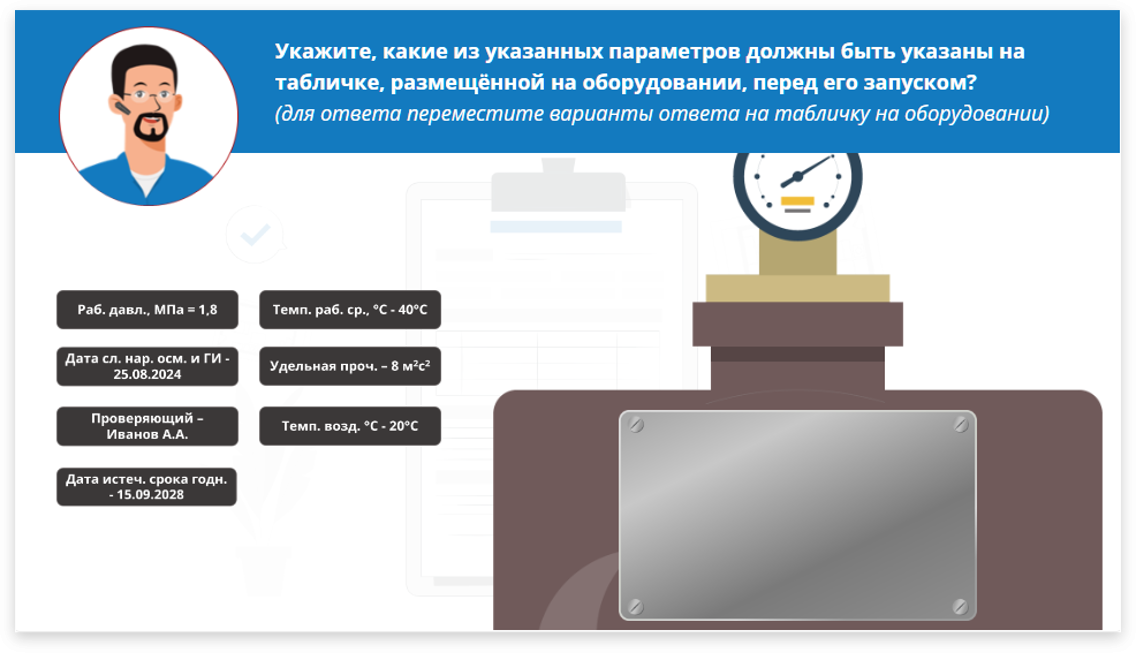 Укажите, какие из указанных параметров должны быть указаны на
табличке, размещённой на оборудовании, перед его запуском?
(для ответа переместите варианты ответа на табличку на оборудовании)
Раб. давл., МПа = 1,8
Темп. раб. ср., °С - 40°С
Дата сл. нар. осм. и ГИ -
25.08.2024
Удельная проч. – 8 м²с²
Проверяющий –
Иванов А.А.
Темп. возд. °С - 20°С
Дата истеч. срока годн.
- 15.09.2028